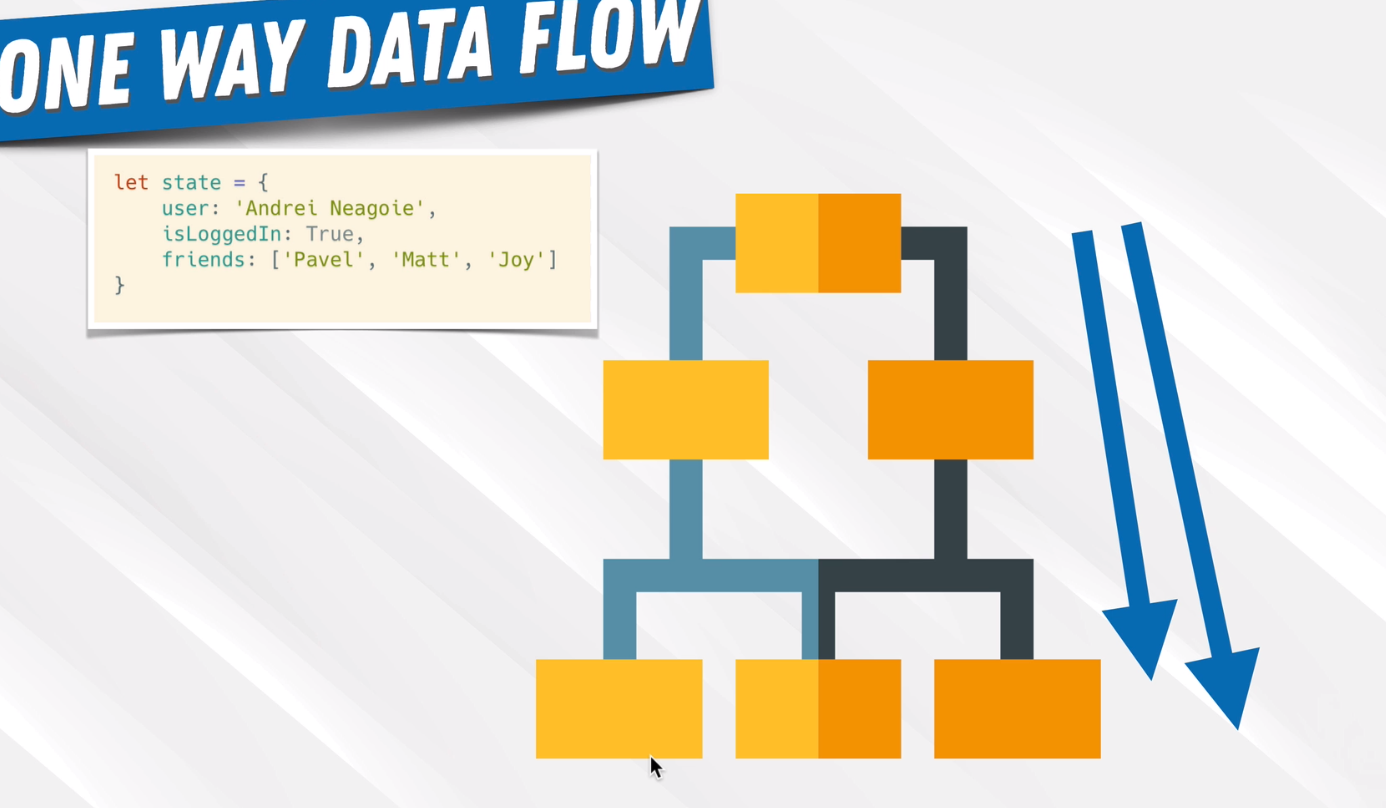 ONE WAY DATA FLOW
let state = {
    user: 'Andrei Neagoie',
    isLoggedIn: True,
    friends: ['Pavel', 'Matt', 'Joy']
}